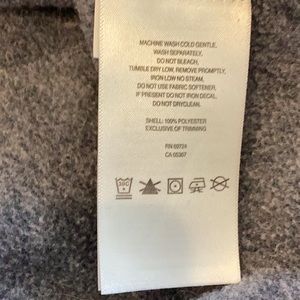 MACHINE WASH COLD GENTLE,
WASH SEPARATELY,
DO NOT BLEACH,
TUMBLE DRY LOW, REMOVE PROMPTLY,
IRON LOW NO STEAM,
DO NOT USE FABRIC SOFTENER,
IF PRESENT DO NOT IRON DECAL.
DO NOT DRYCLEAN.
SHELL: 100% POLYESTER
EXCLUSIVE OF TRIMMING
RN 69724
CA 05307
30C